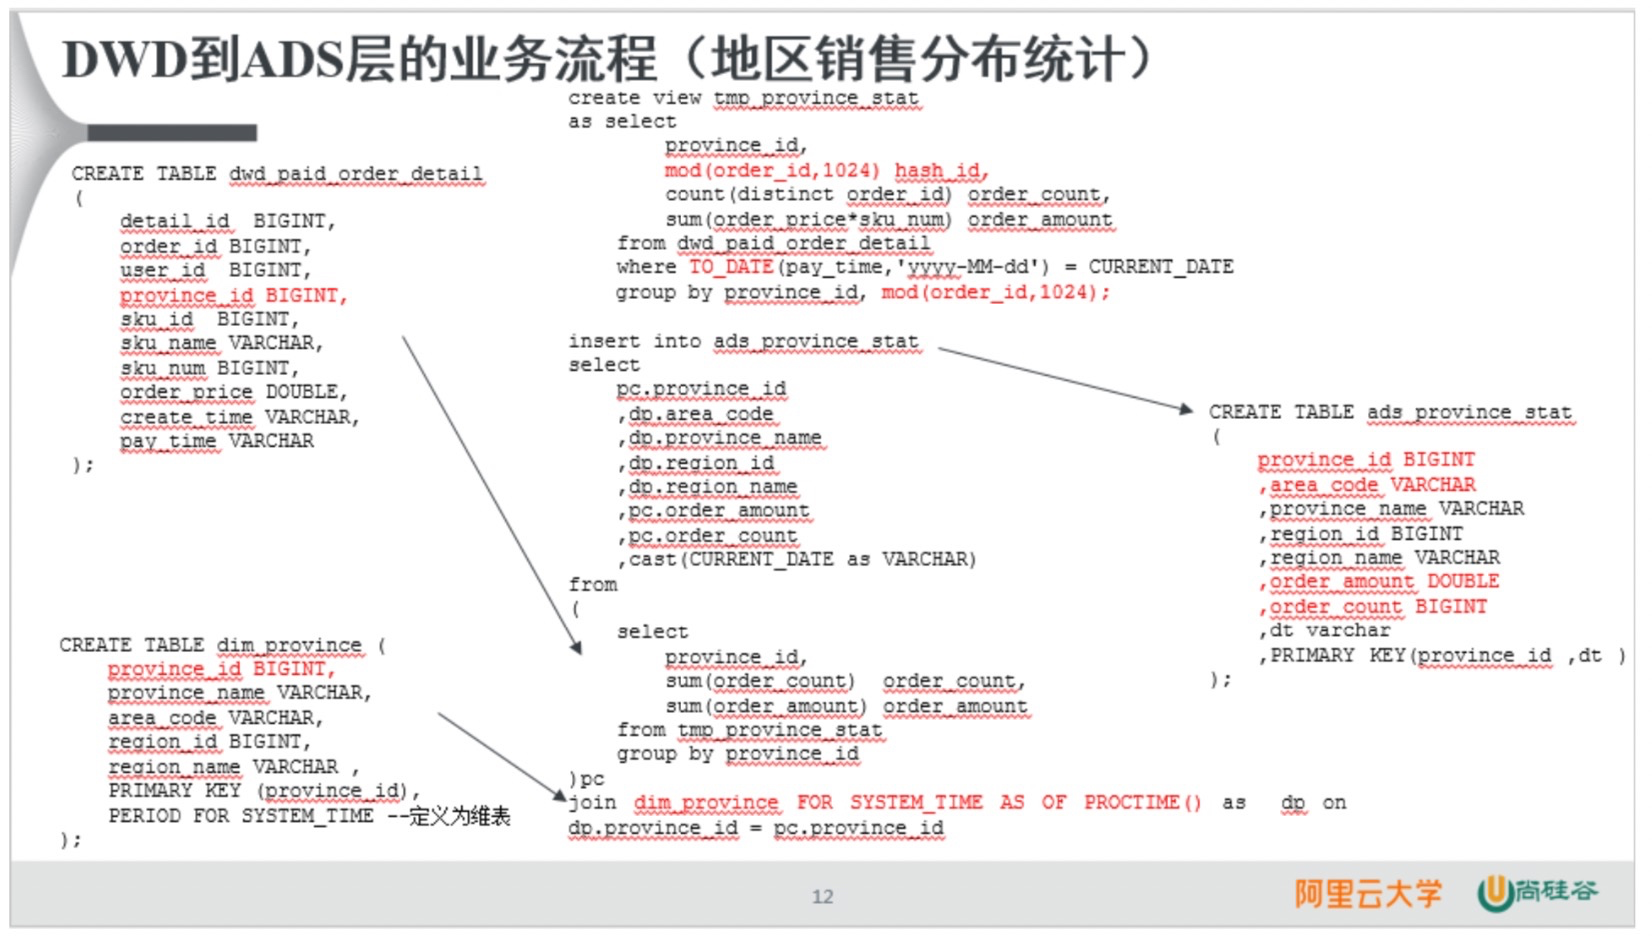 DWD到ADS层的业务流程（地区销售分布统计）
CREATE TABLE dwd_paid_order_detail
(
detail_id BIGINT,
order_id BIGINT,
user_id BIGINT,
province_id BIGINT,
sku_id BIGINT,
sku_name VARCHAR,
sku_num BIGINT,
order_price DOUBLE,
create_time VARCHAR,
pay_time VARCHAR
);
CREATE TABLE dim_province (
province_id BIGINT,
province_name VARCHAR,
area_code VARCHAR,
region_id BIGINT,
region_name VARCHAR ,
PRIMARY KEY (province_id),
PERIOD FOR SYSTEM_TIME --定义为维表
);
create view tmp_province_stat
as select
province_id,
mod(order_id,1024) hash_id,
count(distinct order_id) order_count,
sum(order_price*sku_num) order_amount
from dwd_paid_order_detail
where TO_DATE(pay_time,'yyyy-MM-dd') = CURRENT_DATE
group by province_id, mod(order_id,1024);
insert into ads_province_stat
select
pc.province_id
,dp.area_code
,dp.province_name
,dp.region_id
,dp.region_name
,pc.order_amount
,pc.order_count
,cast(CURRENT_DATE as VARCHAR)
from
(
select
province_id,
sum(order_count) order_count,
sum(order_amount) order_amount
from tmp_province_stat
group by province_id
)pc
join dim_province FOR SYSTEM_TIME AS OF PROCTIME() as dp on
dp.province_id = pc.province_id
CREATE TABLE ads_province_stat
(
province_id BIGINT
,area_code VARCHAR
,province_name VARCHAR
,region_id BIGINT
,region_name VARCHAR
,order_amount DOUBLE
,order_count BIGINT
,dt varchar
,PRIMARY KEY(province_id ,dt )
);
12
阿里云大学
尚硅谷